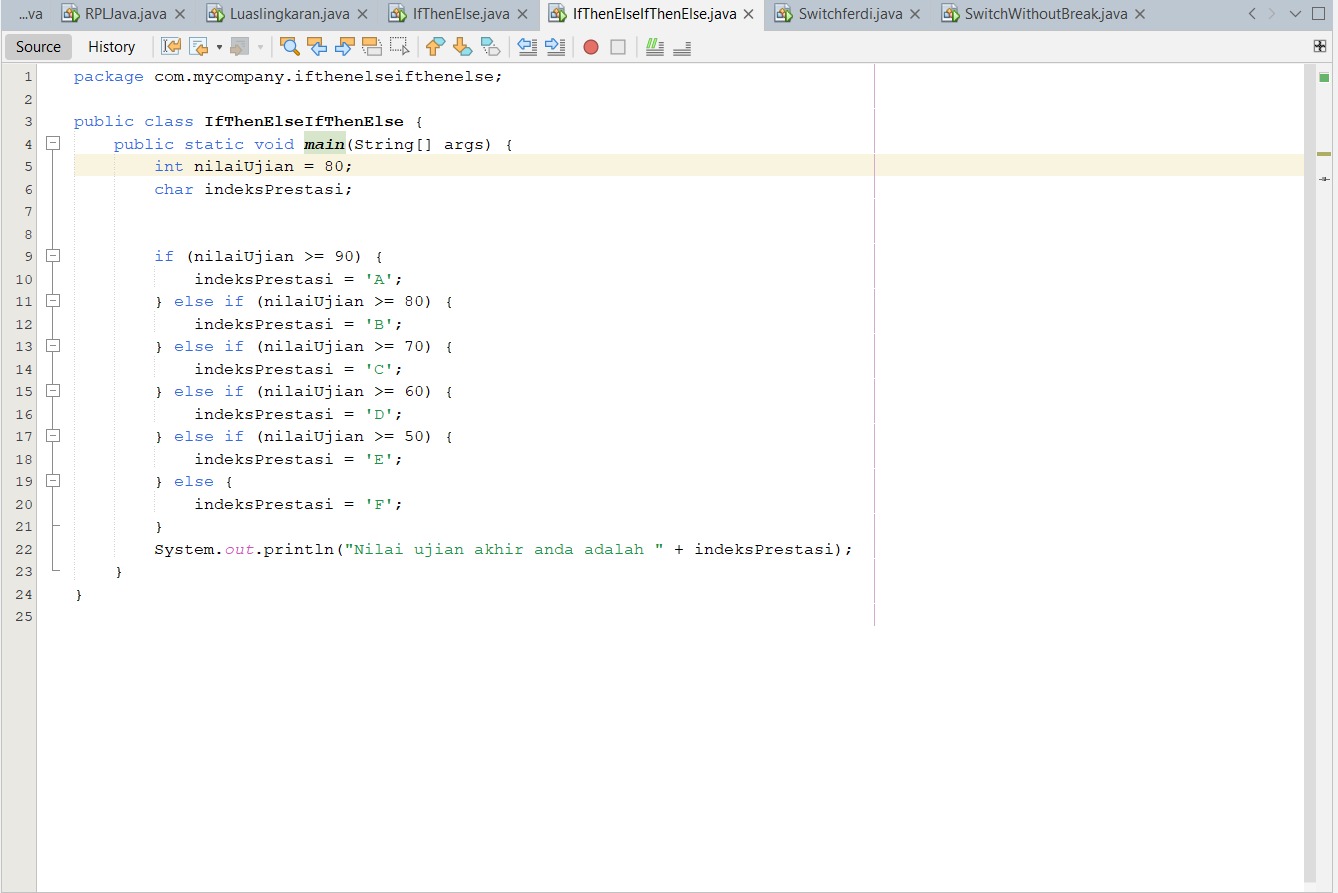 ...va RPLJava.java Luaslingkaran.java IfThenElse.java IfThenElseIfThenElse.java Switchferdi.java SwitchWithoutBreak.java
Source History
1 package com.mycompany.ifthenelseifthenelse;
2
3 public class IfThenElseIfThenElse {
4 public static void main(String[] args) {
5 int nilaiUjian = 80;
6 char indeksPrestasi;
7
8
9 if (nilaiUjian >= 90) {
10 indeksPrestasi = 'A';
11 } else if (nilaiUjian >= 80) {
12 indeksPrestasi = 'B';
13 } else if (nilaiUjian >= 70) {
14 indeksPrestasi = 'C';
15 } else if (nilaiUjian >= 60) {
16 indeksPrestasi = 'D';
17 } else if (nilaiUjian >= 50) {
18 indeksPrestasi = 'E';
19 } else {
20 indeksPrestasi = 'F';
21 }
22 System.out.println("Nilai ujian akhir anda adalah " + indeksPrestasi);
23 }
24 }
25